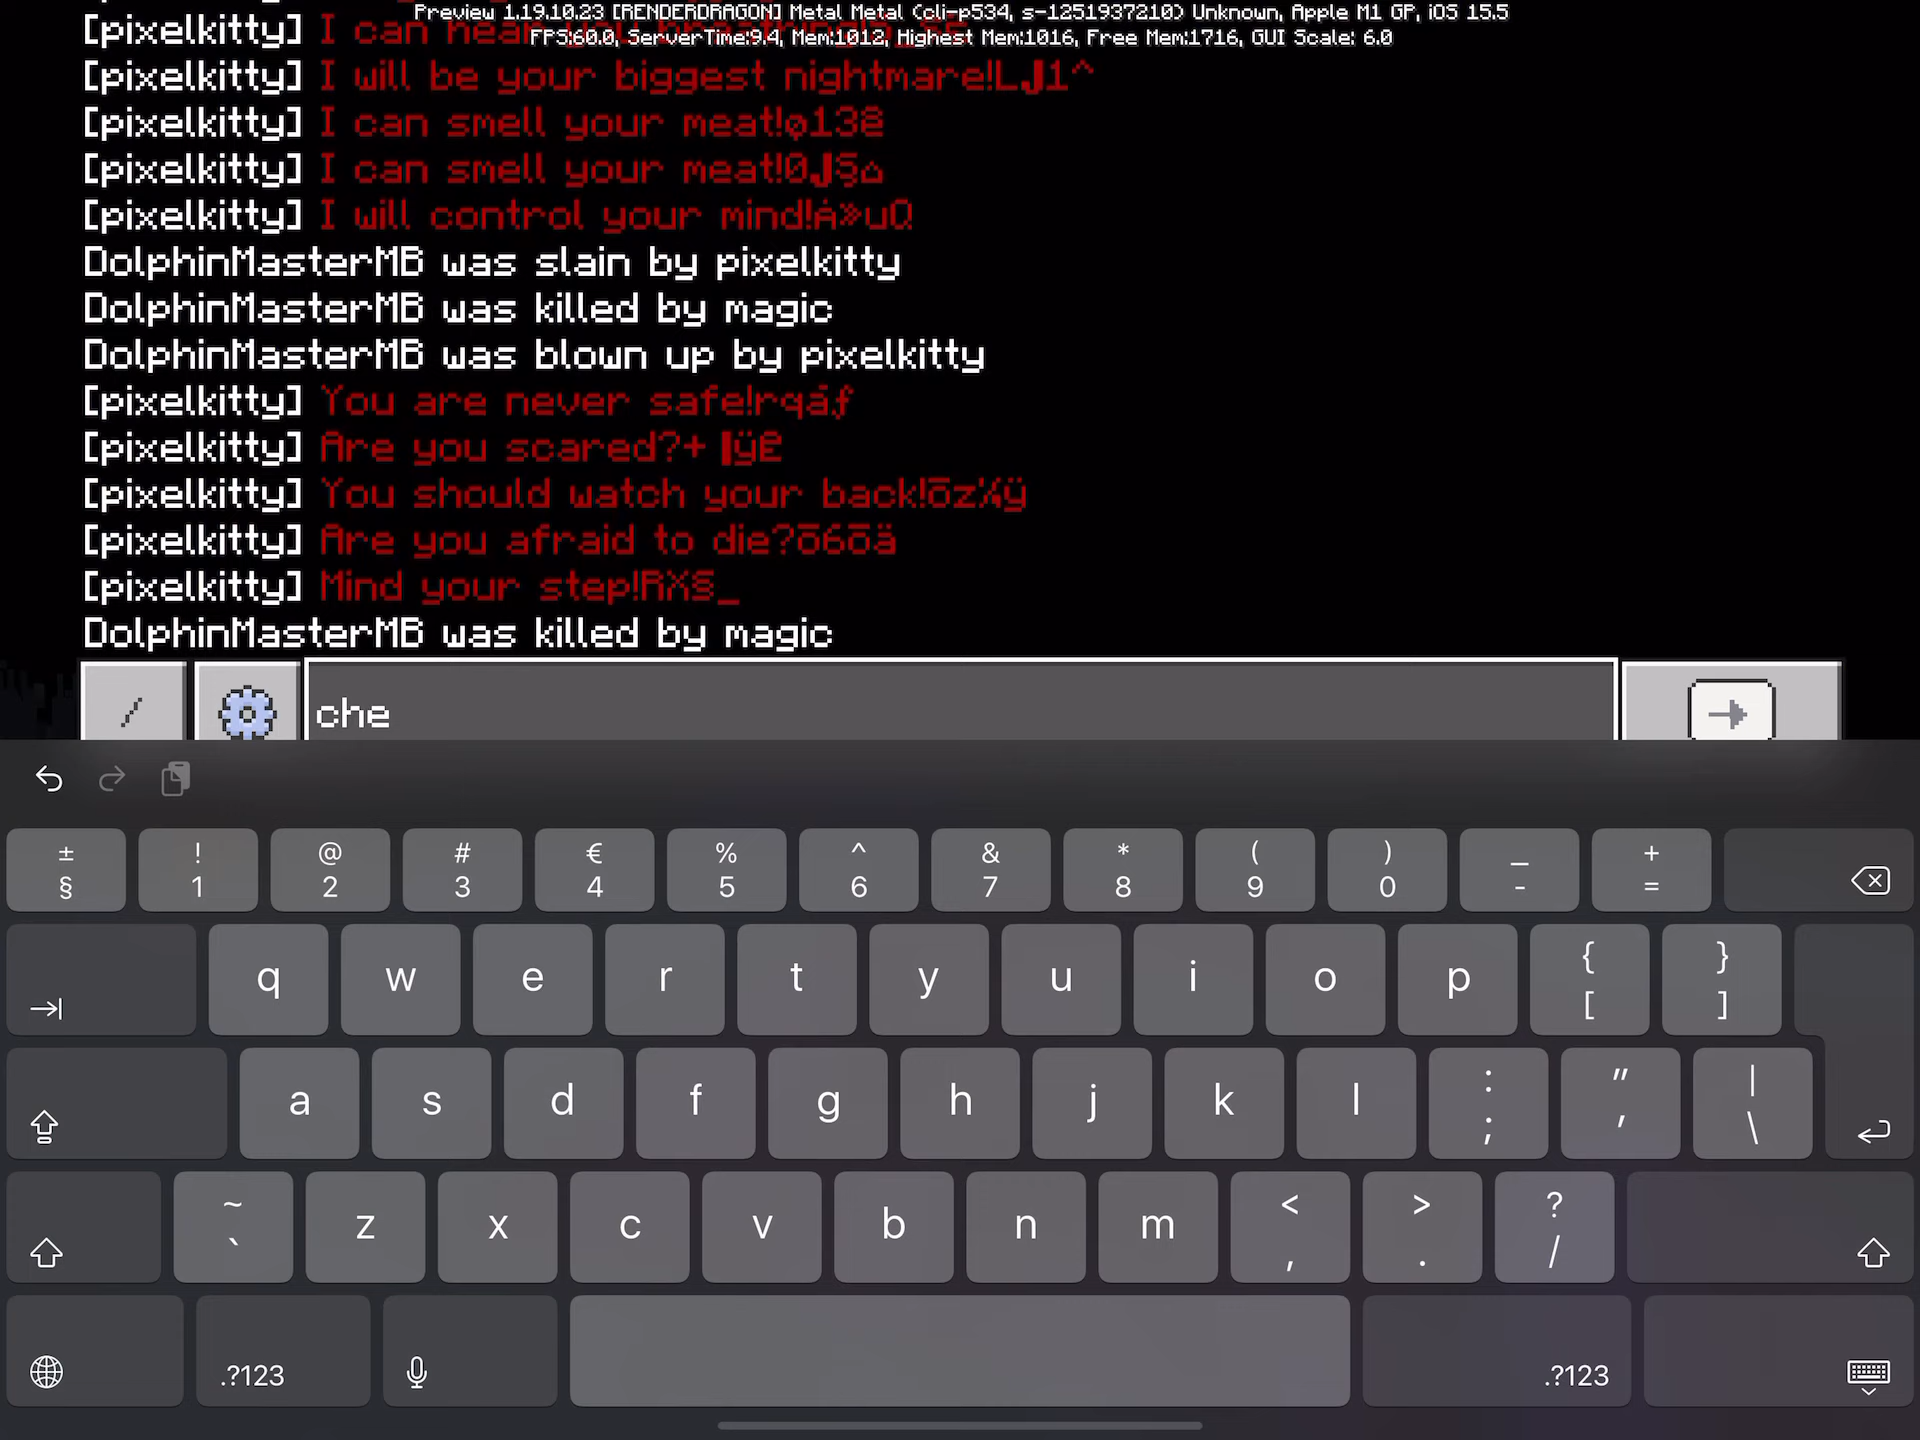 Preview 1.19.10.23 [RENDERDRAGON] Metal Metal (cli-p534, s-1251937210) Unknown, Apple M1 GP, iOS 15.5
FPS:60.0, ServerTime:9.4, Mem:1012, Highest Mem:1016, Free Mem:1716, GUI Scale: 6.0
[pixelkitty] I can hear you breathing!
[pixelkitty] I will be your biggest nightmare!
[pixelkitty] I can smell your meat!
[pixelkitty] I can smell your meat!
[pixelkitty] I will control your mind!
DolphinMasterMB was slain by pixelkitty
DolphinMasterMB was killed by magic
DolphinMasterMB was blown up by pixelkitty
[pixelkitty] You are never safe!rqáƒ
[pixelkitty] Are you scared?
[pixelkitty] You should watch your back!
[pixelkitty] Are you afraid to die?
[pixelkitty] Mind your step!RX§_
DolphinMasterMB was killed by magic
/ che
± ! @ # € % ^ & * ( ) _ +
§ 1 2 3 4 5 6 7 8 9 0 - =
q w e r t y u i o p { }
[ ]
a s d f g h j k l : " |
; ' \
~ z x c v b n m < > ?
` , . /
.?123 .?123